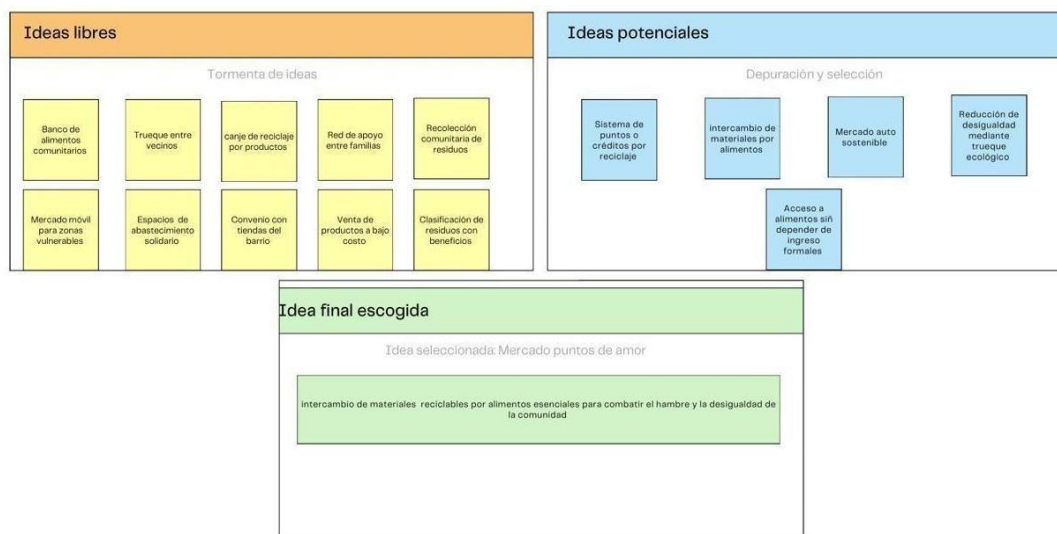 Ideas libres
Tormenta de ideas
Banco de
alimentos
comunitarios
Trueque entre
vecinos
canje de reciclaje
por productos
Red de apoyo
entre familias
Recolección
comunitaria de
residuos
Mercado móvil
para zonas
vulnerables
Espacios de
abastecimiento
solidario
Convenio con
tiendas del
barrio
Venta de
productos a bajo
costo
Clasificación de
residuos con
beneficios
Ideas potenciales
Depuración y selección
Sistema de
puntos o
créditos por
reciclaje
intercambio de
materiales por
alimentos
Mercado auto
sostenible
Reducción de
desigualdad
mediante
trueque
ecológico
Acceso a
alimentos siñ
depender de
ingreso
formales
Idea final escogida
Idea seleccionada: Mercado puntos de amor
intercambio de materiales reciclables por alimentos esenciales para combatir el hambre y la desigualdad de
la comunidad